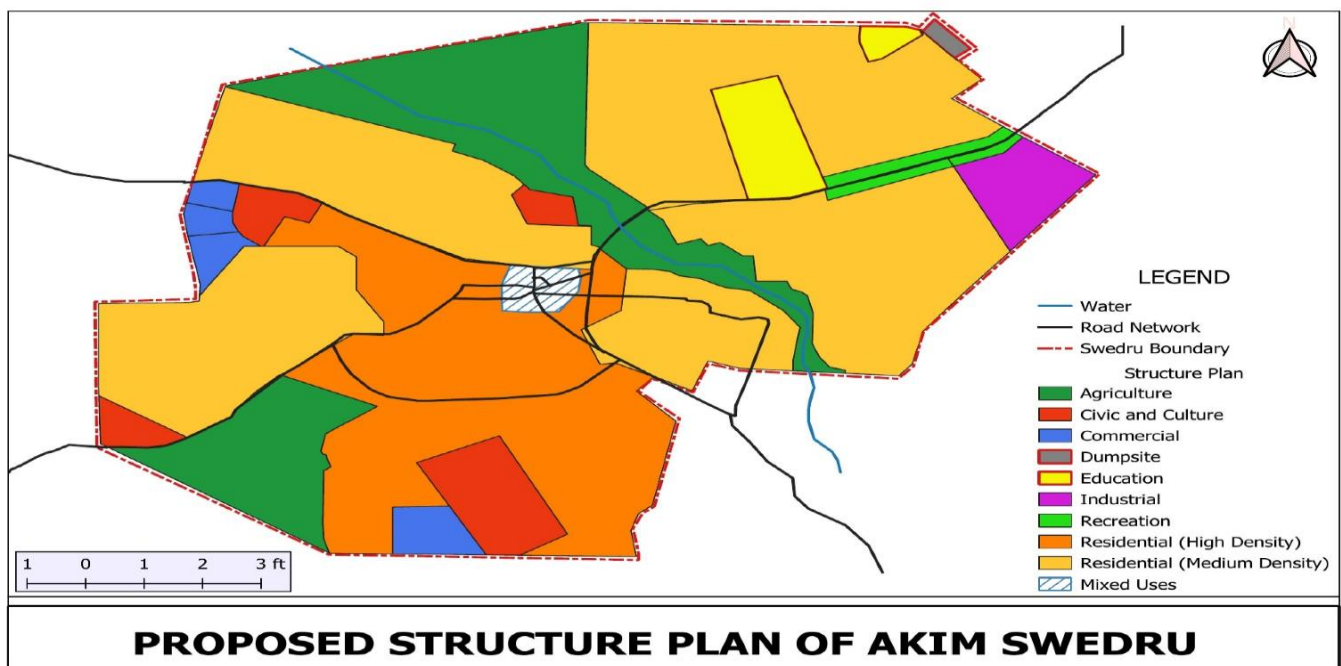 N
LEGEND
Water
Road Network
Swedru Boundary
Structure Plan
Agriculture
Civic and Culture
Commercial
Dumpsite
Education
Industrial
Recreation
Residential (High Density)
Residential (Medium Density)
Mixed Uses
1 0 1 2 3 ft
PROPOSED STRUCTURE PLAN OF AKIM SWEDRU